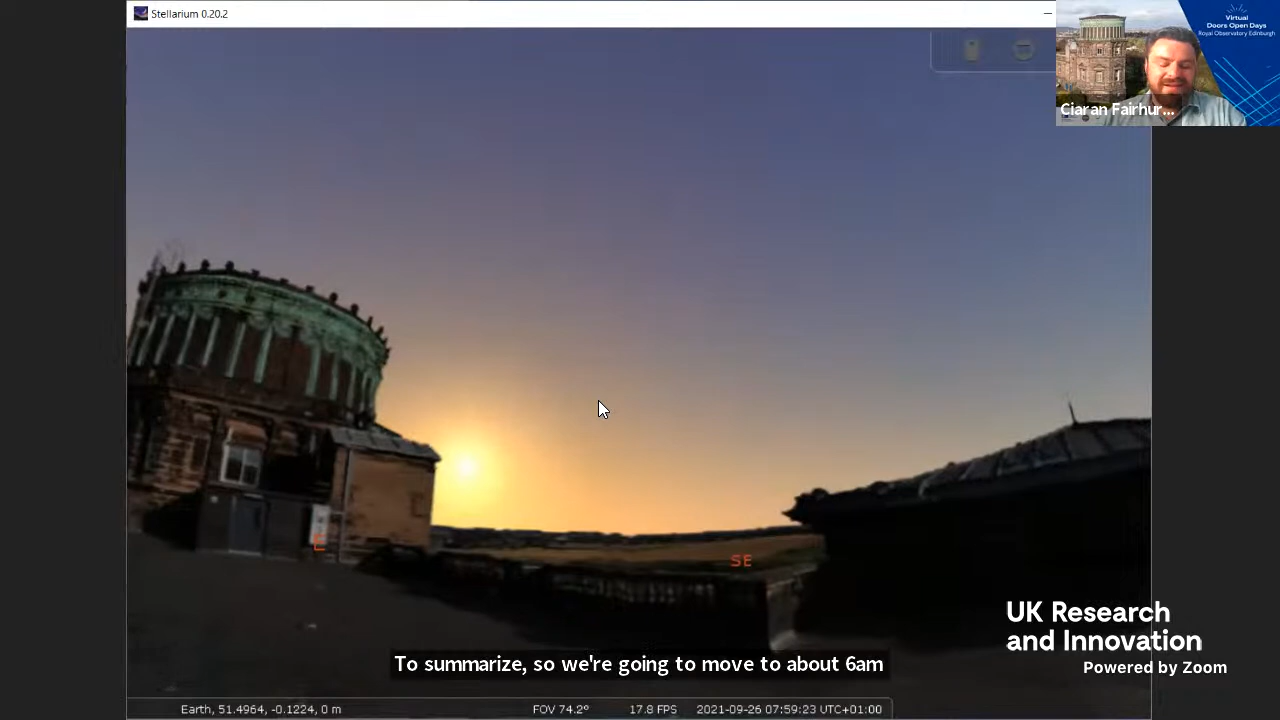 Stellarium 0.20.2
Virtual
Doors Open Days
Royal Observatory Edinburgh
Ciaran Fairhur...
E
SE
UK Research
and Innovation
Powered by Zoom
To summarize, so we're going to move to about 6am
Earth, 51.4964, -0.1224, 0 m
FOV 74.2°
17.8 FPS
2021-09-26 07:59:23 UTC+01:00